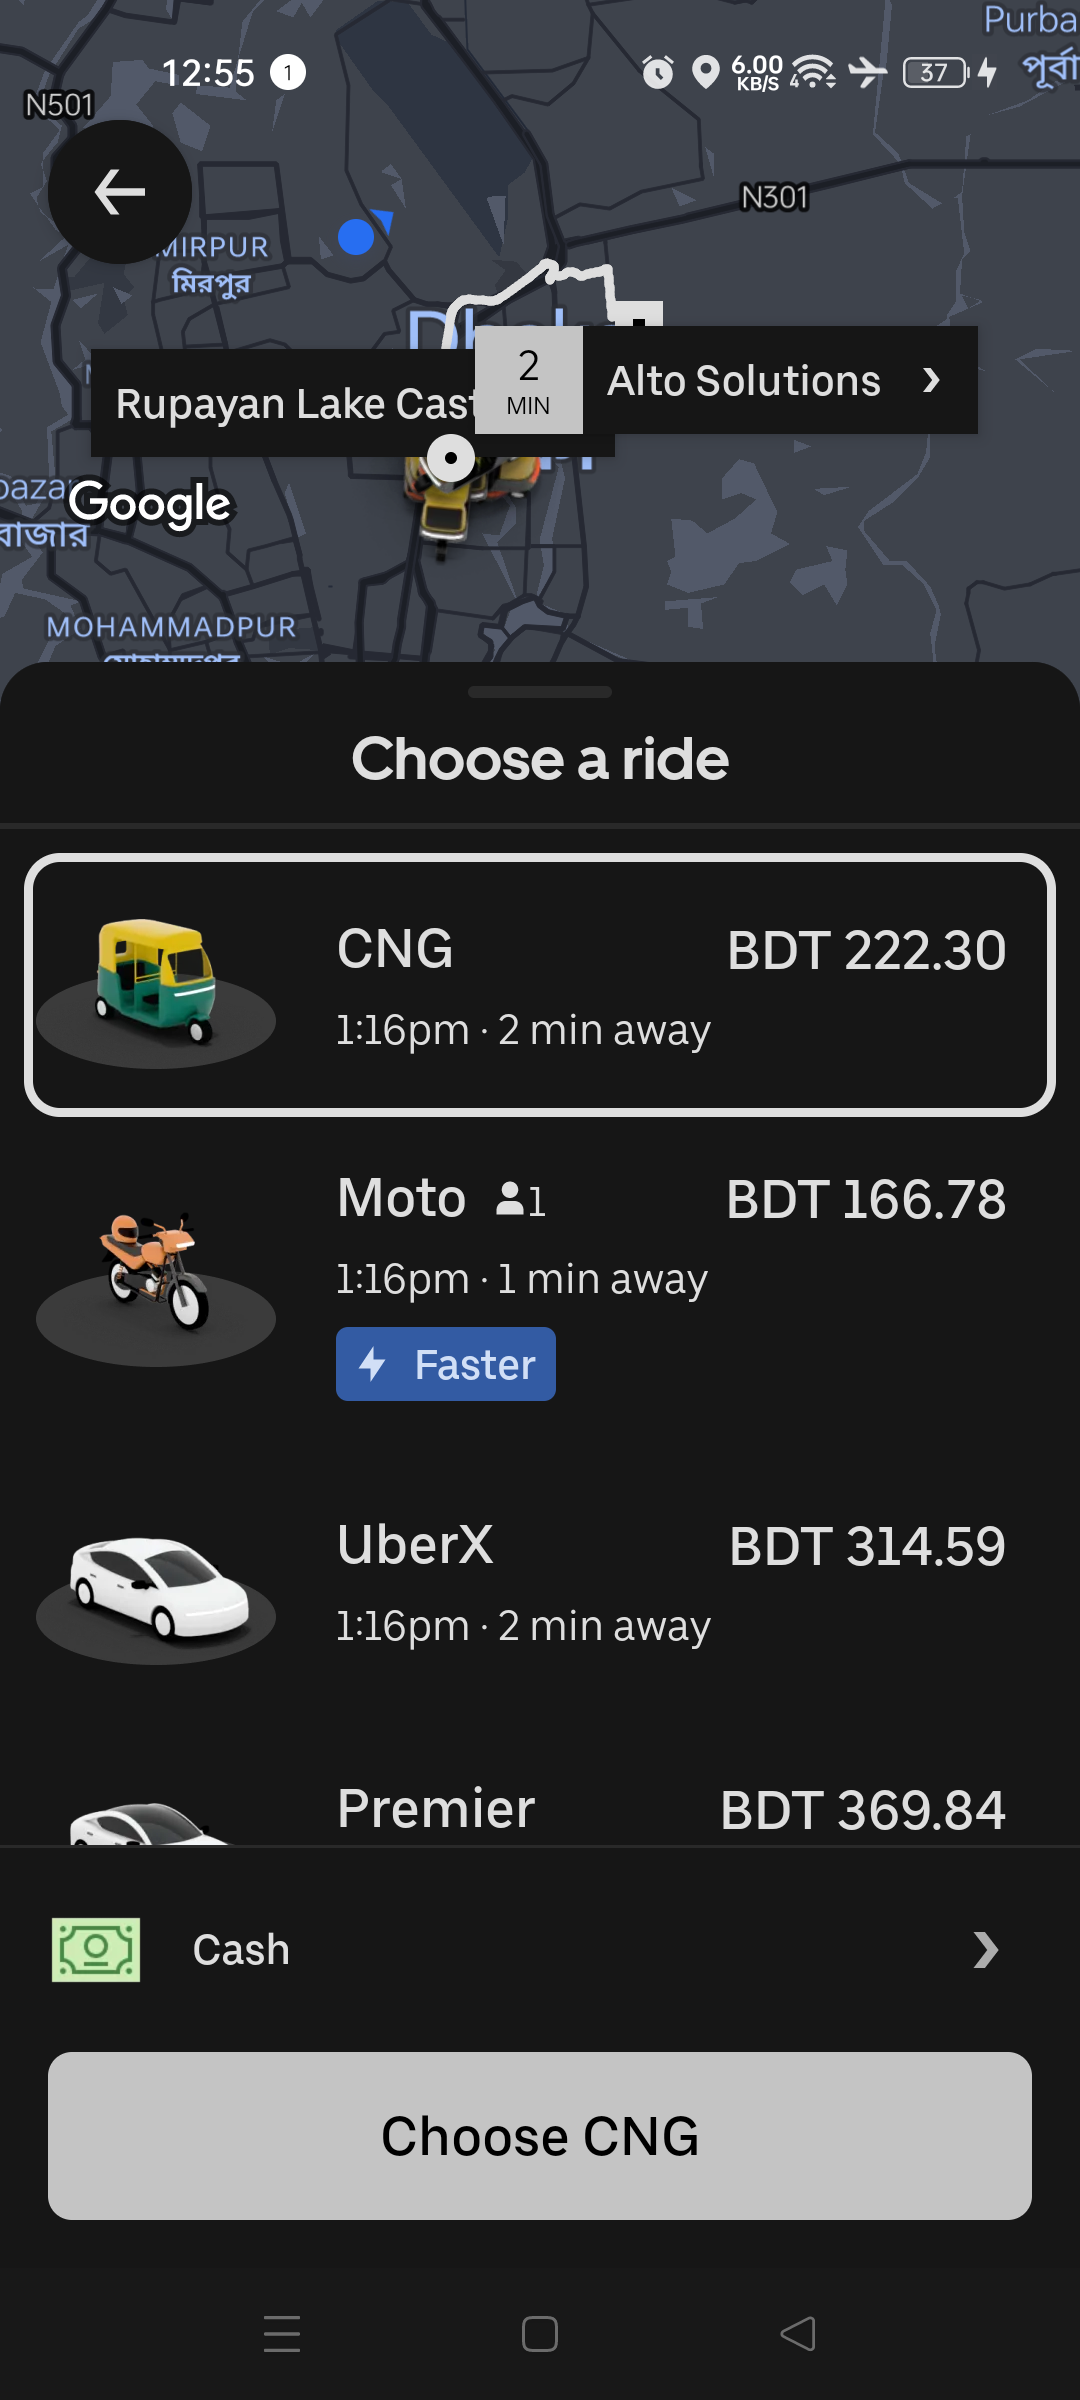 Purba
পূর্বা
12:55
1
6.00
KB/S
4
37
N501
N301
MIRPUR
মিরপুর
2
MIN
Alto Solutions
Rupayan Lake Cast
bazar
বাজার
Google
MOHAMMADPUR
Choose a ride
CNG
BDT 222.30
1:16pm · 2 min away
Moto 1
BDT 166.78
1:16pm · 1 min away
Faster
UberX
BDT 314.59
1:16pm · 2 min away
Premier
BDT 369.84
Cash
Choose CNG